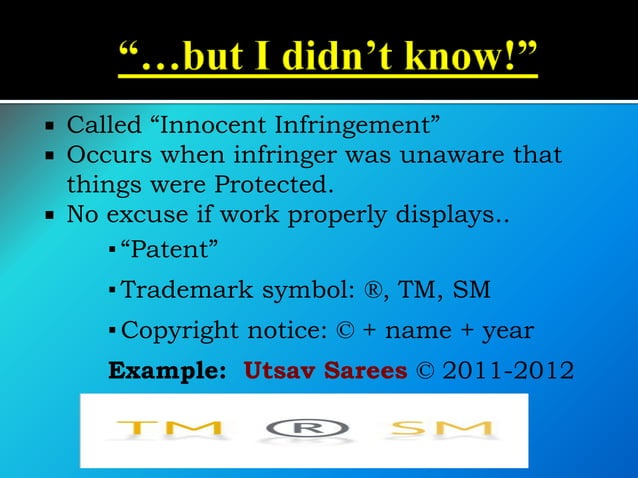 “…but I didn’t know!”
▪ Called “Innocent Infringement”
▪ Occurs when infringer was unaware that
things were Protected.
▪ No excuse if work properly displays..
▪ “Patent”
▪ Trademark symbol: ®, TM, SM
▪ Copyright notice: © + name + year
Example: Utsav Sarees © 2011-2012
TM ® SM